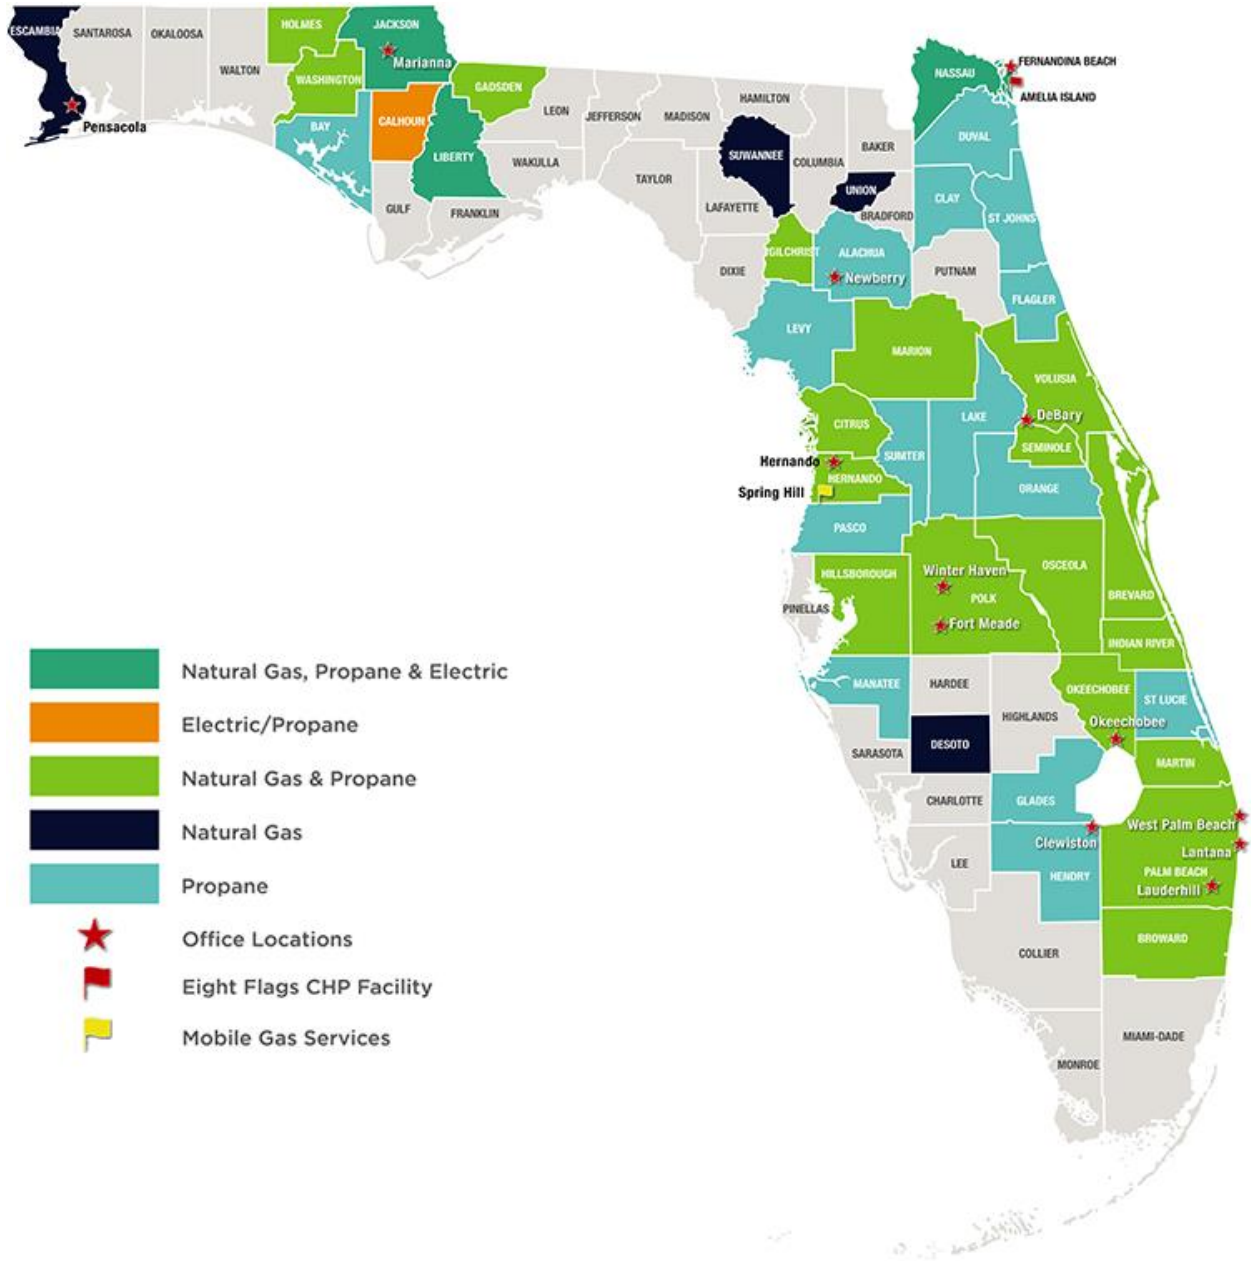 ESCAMBIA
SANTAROSA
OKALOOSA
WALTON
HOLMES
JACKSON
Marianna
WASHINGTON
BAY
CALHOUN
GADSDEN
LIBERTY
Pensacola
GULF
FRANKLIN
LEON
WAKULLA
JEFFERSON
MADISON
TAYLOR
HAMILTON
SUWANNEE
LAFAYETTE
DIXIE
COLUMBIA
BAKER
UNION
BRADFORD
NASSAU
FERNANDINA BEACH
AMELIA ISLAND
DUVAL
CLAY
ST JOHNS
GILCHRIST
ALACHUA
Newberry
PUTNAM
FLAGLER
LEVY
MARION
VOLUSIA
DeBary
CITRUS
SUMTER
LAKE
SEMINOLE
Hernando
HERNANDO
Spring Hill
ORANGE
PASCO
HILLSBOROUGH
PINELLAS
Winter Haven
POLK
Fort Meade
OSCEOLA
BREVARD
INDIAN RIVER
MANATEE
HARDEE
HIGHLANDS
OKEECHOBEE
Okeechobee
ST LUCIE
SARASOTA
DESOTO
MARTIN
CHARLOTTE
GLADES
Clewiston
West Palm Beach
Lantana
PALM BEACH
Lauderhill
LEE
HENDRY
COLLIER
BROWARD
MONROE
MIAMI-DADE
Natural Gas, Propane & Electric
Electric/Propane
Natural Gas & Propane
Natural Gas
Propane
Office Locations
Eight Flags CHP Facility
Mobile Gas Services